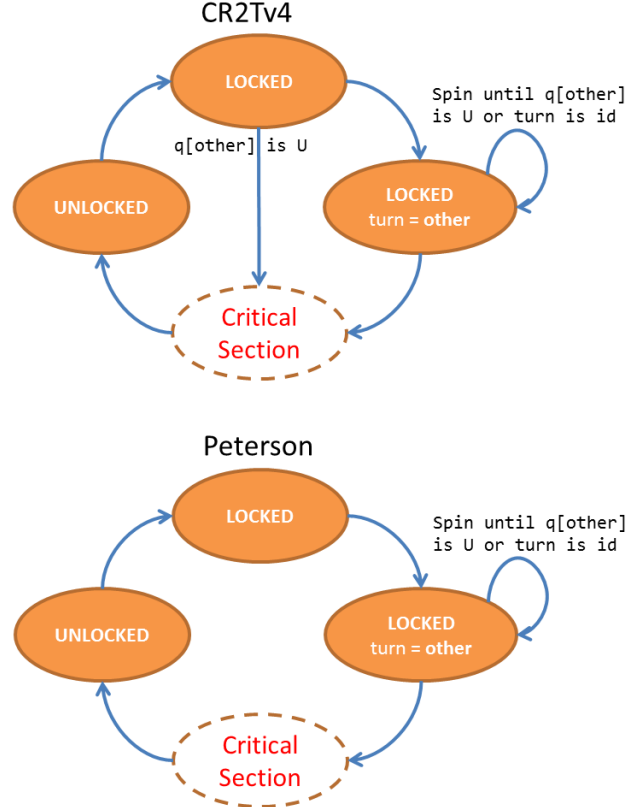 CR2Tv4
LOCKED
Spin until q[other]
is U or turn is id
q[other] is U
UNLOCKED
LOCKED
turn = other
Critical
Section
Peterson
LOCKED
Spin until q[other]
is U or turn is id
UNLOCKED
LOCKED
turn = other
Critical
Section